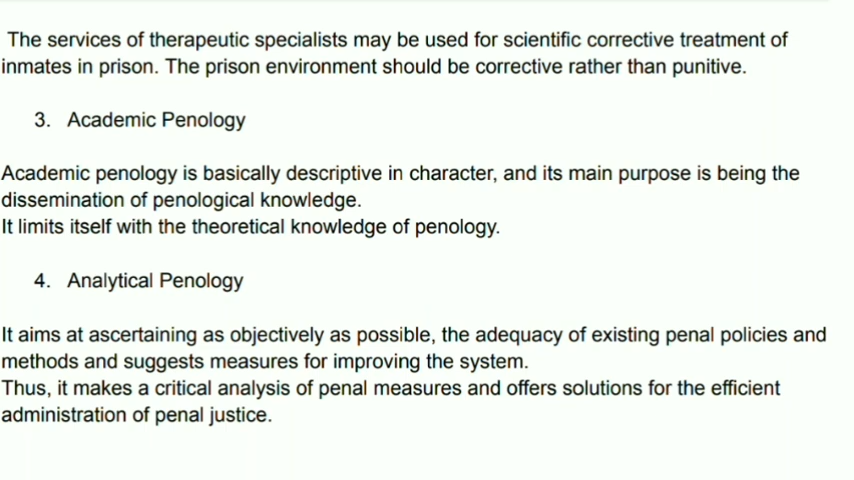 The services of therapeutic specialists may be used for scientific corrective treatment of
inmates in prison. The prison environment should be corrective rather than punitive.
3. Academic Penology
Academic penology is basically descriptive in character, and its main purpose is being the
dissemination of penological knowledge.
It limits itself with the theoretical knowledge of penology.
4. Analytical Penology
It aims at ascertaining as objectively as possible, the adequacy of existing penal policies and
methods and suggests measures for improving the system.
Thus, it makes a critical analysis of penal measures and offers solutions for the efficient
administration of penal justice.